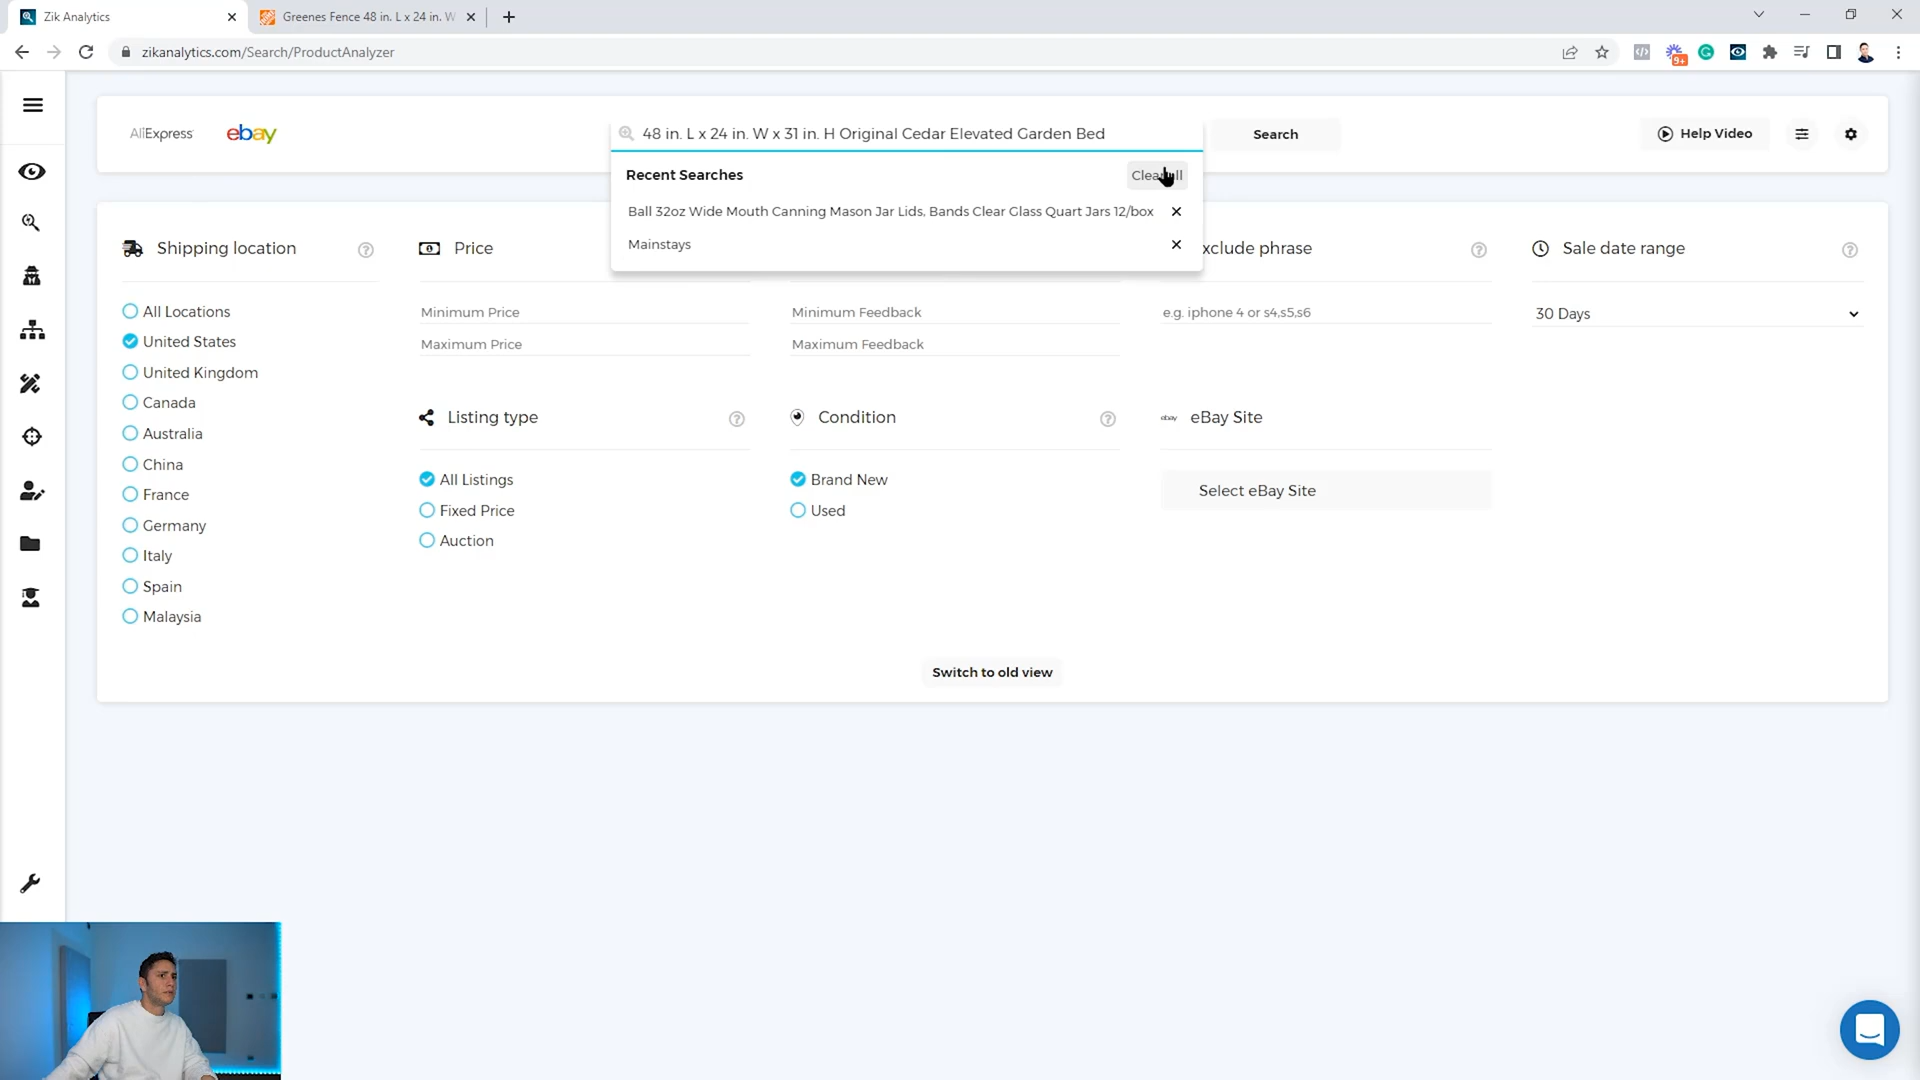 Zik Analytics
Greenes Fence 48 in. L x 24 in. W
zikanalytics.com/Search/ProductAnalyzer
9+
AliExpress
ebay
48 in. L x 24 in. W x 31 in. H Original Cedar Elevated Garden Bed
Search
Help Video
Recent Searches
Ball 32oz Wide Mouth Canning Mason Jar Lids, Bands Clear Glass Quart Jars 12/box
Mainstays
Shipping location
Price
Sale date range
All Locations
Minimum Price
Minimum Feedback
e.g. iphone 4 or s4,s5,s6
30 Days
United States
Maximum Price
Maximum Feedback
United Kingdom
Canada
Listing type
Condition
ebay
eBay Site
Australia
China
All Listings
Brand New
Select eBay Site
France
Fixed Price
Used
Germany
Auction
Italy
Spain
Malaysia
Switch to old view